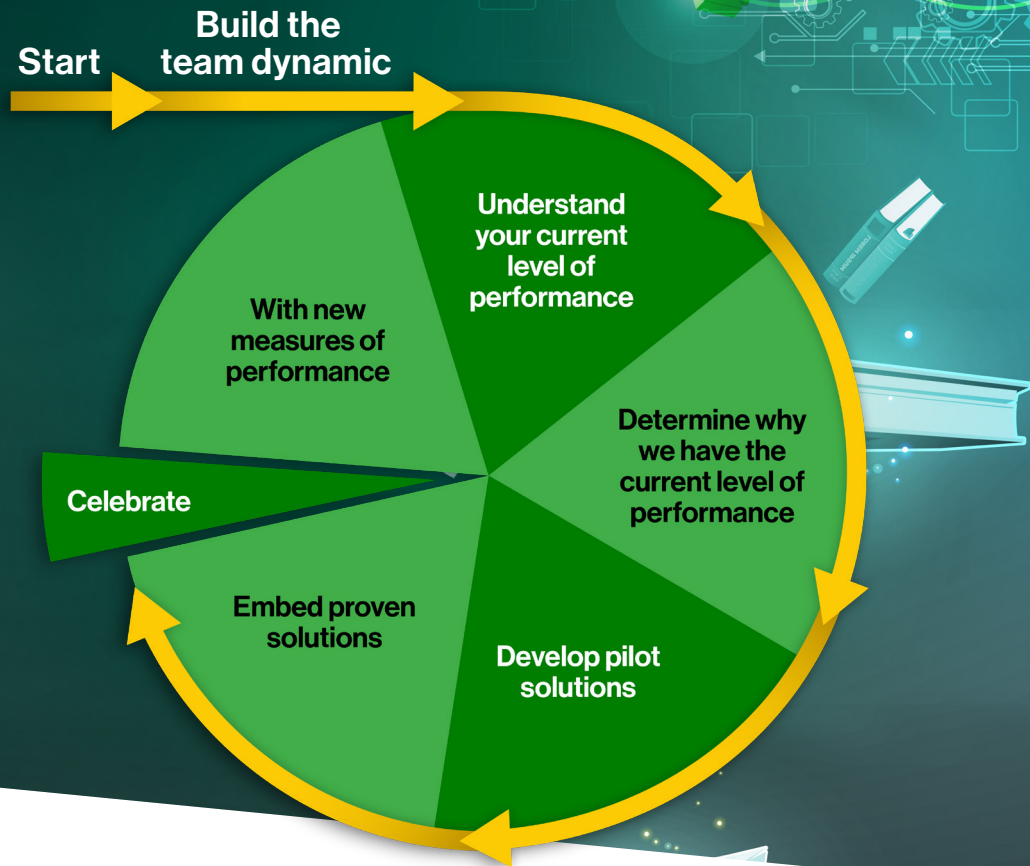 Start
Build the
team dynamic
Understand
your current
level of
performance
Determine why
we have the
current level of
performance
Develop pilot
solutions
Embed proven
solutions
Celebrate
With new
measures of
performance